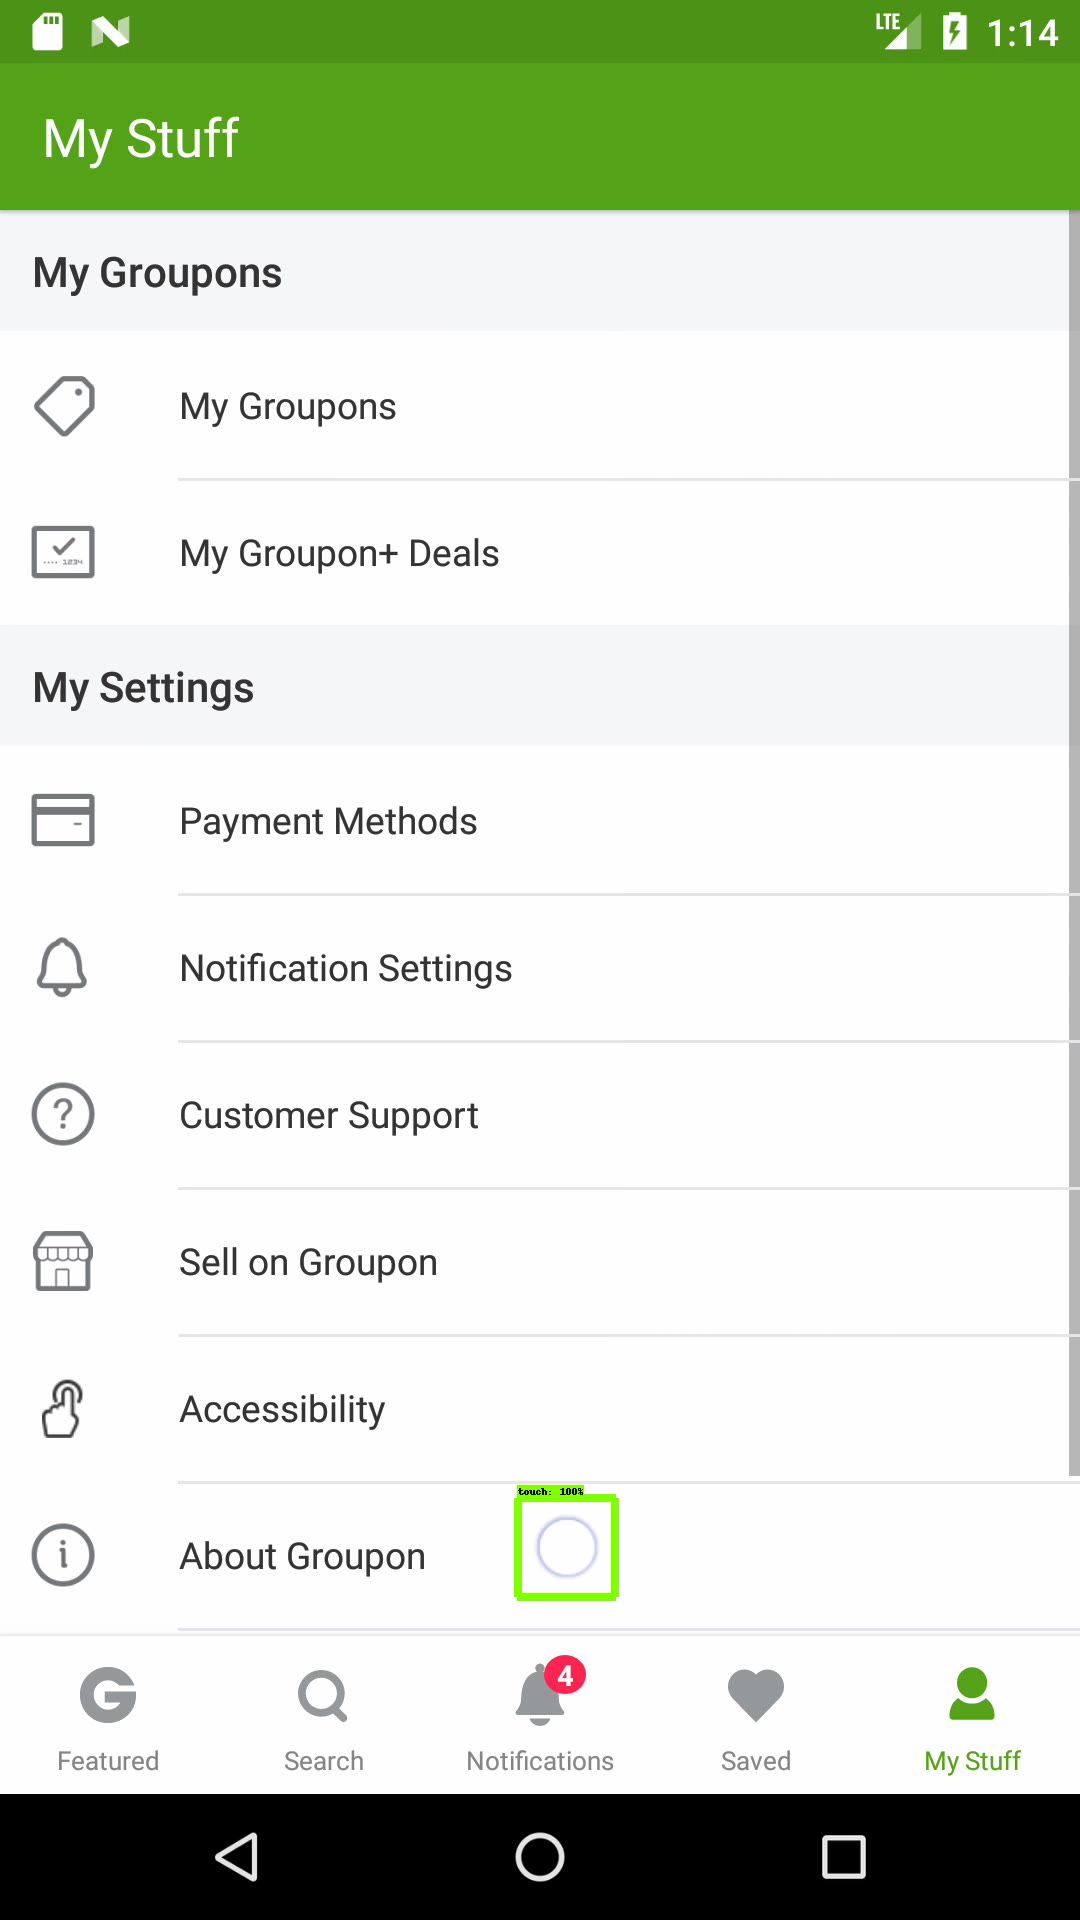 LTE 1:14
My Stuff
My Groupons
My Groupons
1234
My Groupon+ Deals
My Settings
Payment Methods
Notification Settings
Customer Support
Sell on Groupon
Accessibility
touch: 100%
About Groupon
4
Featured
Search
Notifications
Saved
My Stuff